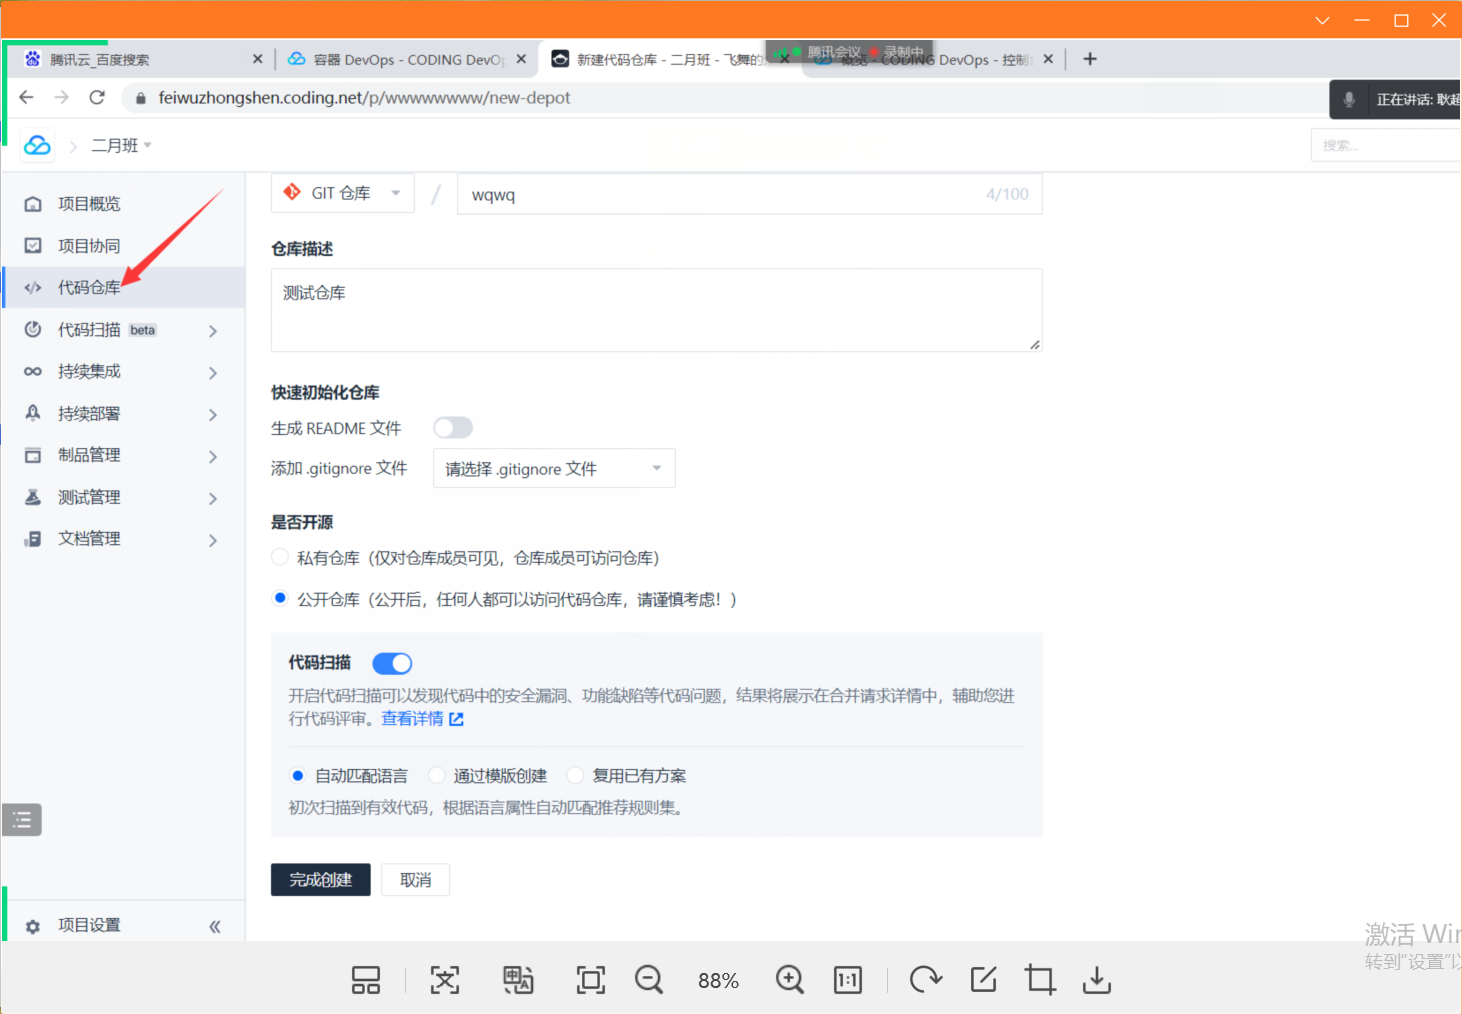 腾讯云_百度搜索
容器 DevOps - CODING DevO
新建代码仓库 - 二月班 - 飞舞的
腾讯会议 录制中
概览 - CODING DevOps - 控制
feiwuzhongshen.coding.net/p/wwwwwwww/new-depot
正在讲话: 耿超
二月班
搜索...
项目概览
项目协同
代码仓库
代码扫描 beta
持续集成
持续部署
制品管理
测试管理
文档管理
项目设置
GIT 仓库 / wqwq 4/100
仓库描述
测试仓库
快速初始化仓库
生成 README 文件
添加 .gitignore 文件 请选择 .gitignore 文件
是否开源
私有仓库（仅对仓库成员可见，仓库成员可访问仓库）
公开仓库（公开后，任何人都可以访问代码仓库，请谨慎考虑！）
代码扫描
开启代码扫描可以发现代码中的安全漏洞、功能缺陷等代码问题，结果将展示在合并请求详情中，辅助您进
行代码评审。查看详情
自动匹配语言 通过模版创建 复用已有方案
初次扫描到有效代码，根据语言属性自动匹配推荐规则集。
完成创建 取消
激活 Win
转到"设置"以
88%
1:1